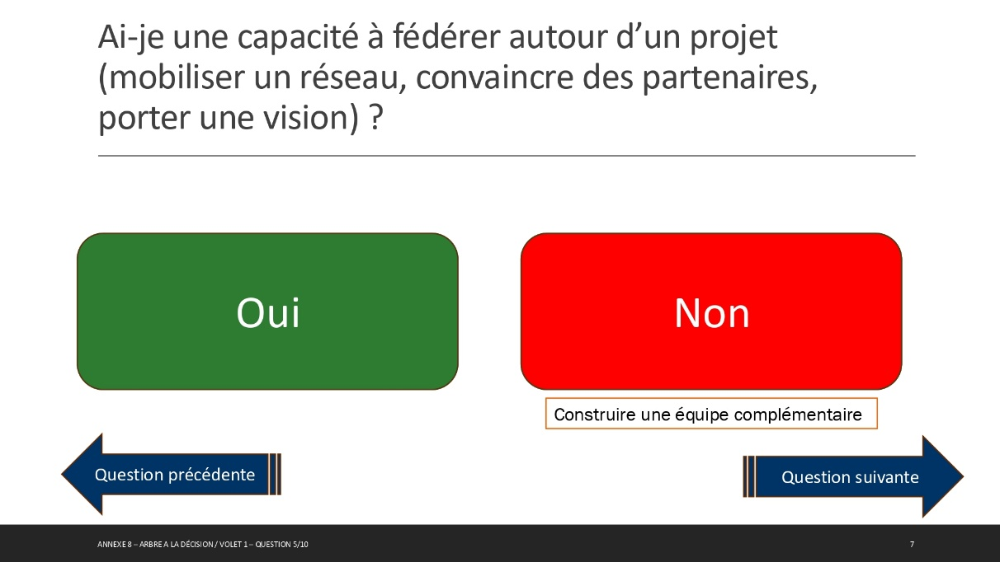 Ai-je une capacité à fédérer autour d’un projet
(mobiliser un réseau, convaincre des partenaires,
porter une vision) ?
Oui
Non
Construire une équipe complémentaire
Question précédente
Question suivante
ANNEXE 8 – ARBRE A LA DÉCISION / VOLET 1 – QUESTION 5/10
7